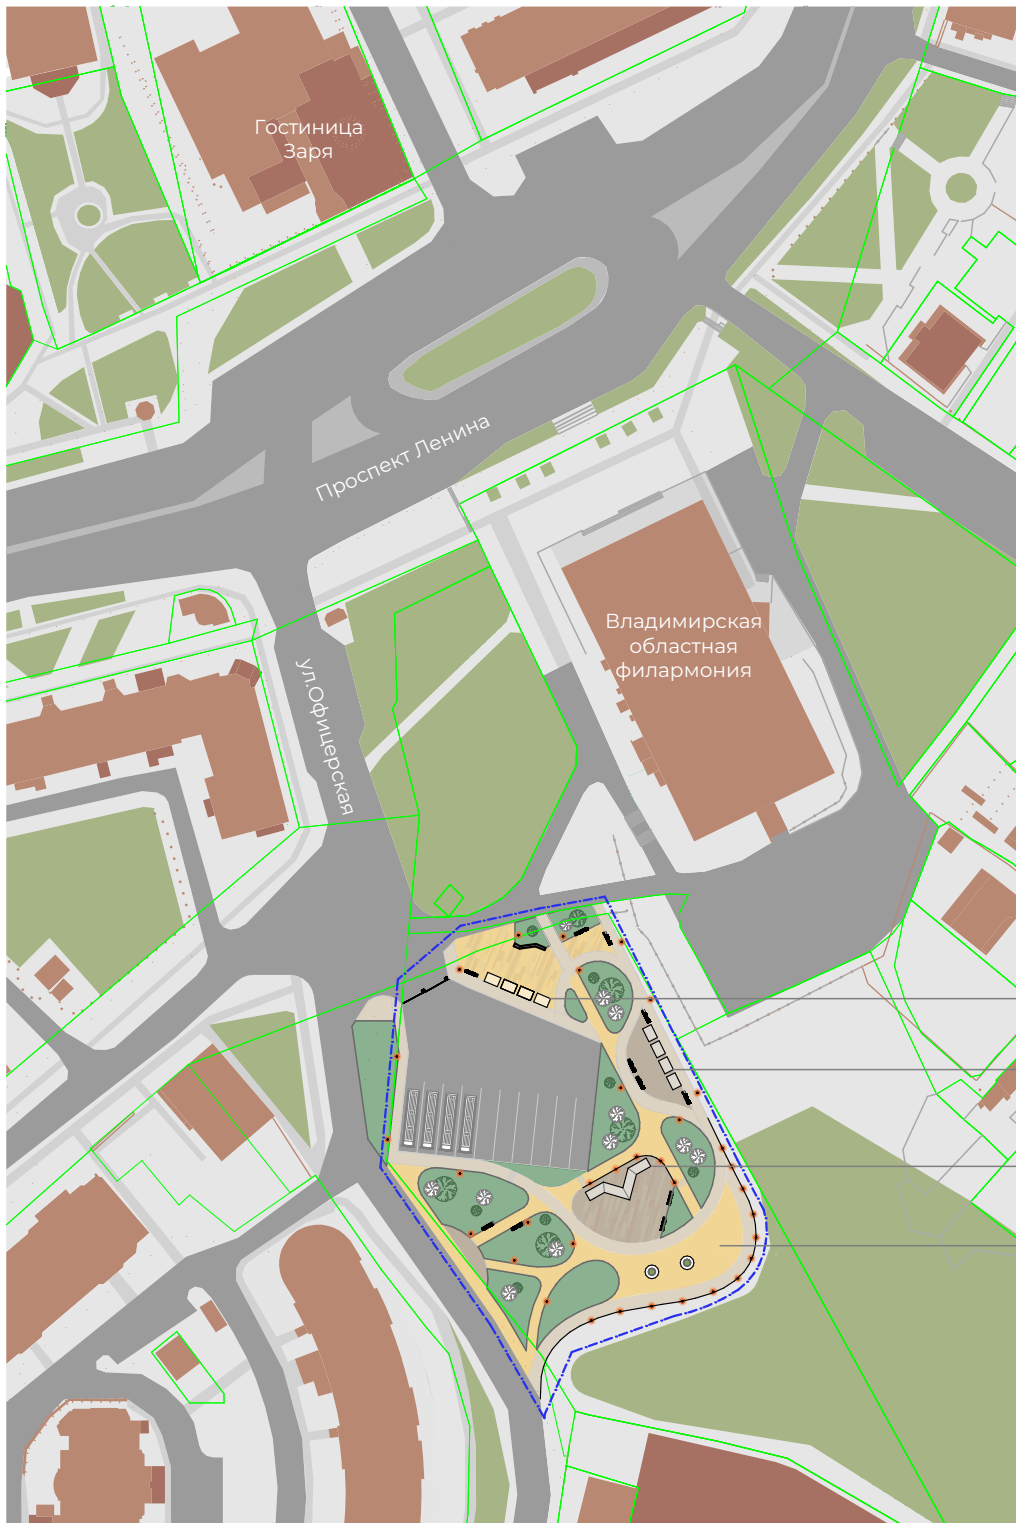 Гостиница
Заря
Проспект Ленина
Владимирская
областная
филармония
ул.Офицерская